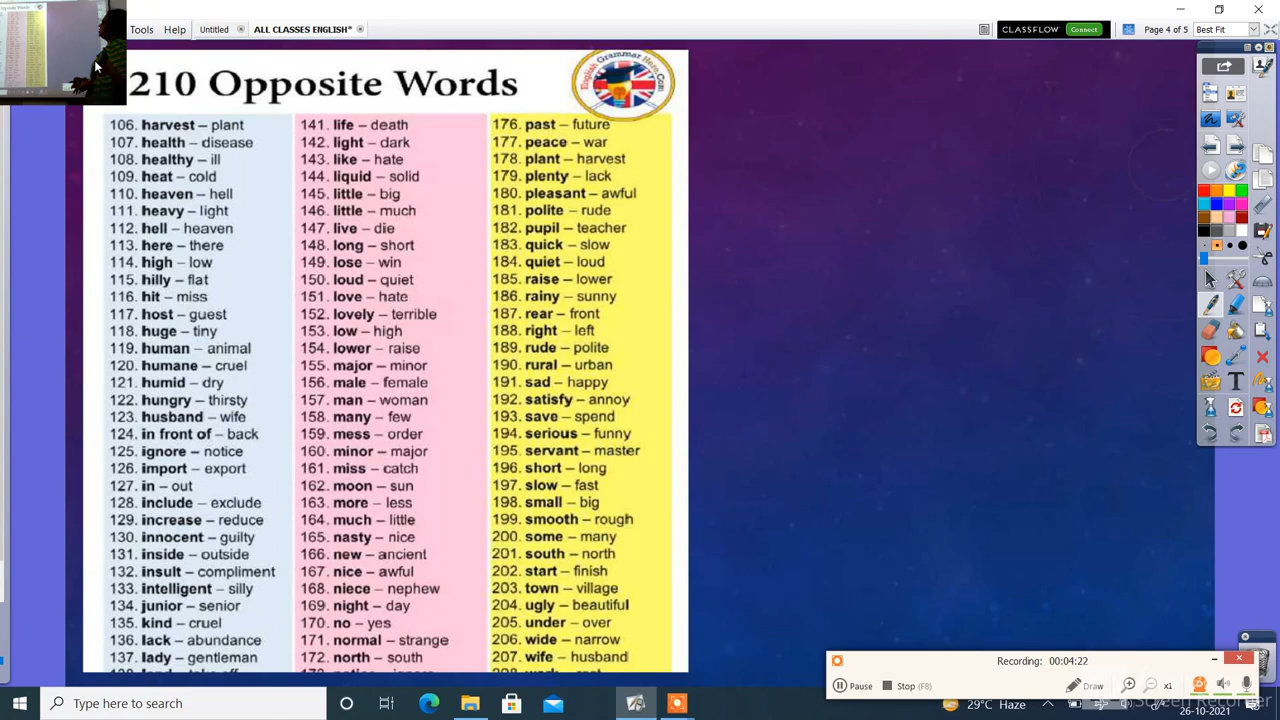 Opposite Words
Tools Help Untitled ALL CLASSES ENGLISH* CLASSFLOW Connect Page 4 of 5 Best Fit
210 Opposite Words
English Grammar Here.Com
106. harvest – plant
107. health – disease
108. healthy – ill
109. heat – cold
110. heaven – hell
111. heavy – light
112. hell – heaven
113. here – there
114. high – low
115. hilly – flat
116. hit – miss
117. host – guest
118. huge – tiny
119. human – animal
120. humane – cruel
121. humid – dry
122. hungry – thirsty
123. husband – wife
124. in front of – back
125. ignore – notice
126. import – export
127. in – out
128. include – exclude
129. increase – reduce
130. innocent – guilty
131. inside – outside
132. insult – compliment
133. intelligent – silly
134. junior – senior
135. kind – cruel
136. lack – abundance
137. lady – gentleman
141. life – death
142. light – dark
143. like – hate
144. liquid – solid
145. little – big
146. little – much
147. live – die
148. long – short
149. lose – win
150. loud – quiet
151. love – hate
152. lovely – terrible
153. low – high
154. lower – raise
155. major – minor
156. male – female
157. man – woman
158. many – few
159. mess – order
160. minor – major
161. miss – catch
162. moon – sun
163. more – less
164. much – little
165. nasty – nice
166. new – ancient
167. nice – awful
168. niece – nephew
169. night – day
170. no – yes
171. normal – strange
172. north – south
176. past – future
177. peace – war
178. plant – harvest
179. plenty – lack
180. pleasant – awful
181. polite – rude
182. pupil – teacher
183. quick – slow
184. quiet – loud
185. raise – lower
186. rainy – sunny
187. rear – front
188. right – left
189. rude – polite
190. rural – urban
191. sad – happy
192. satisfy – annoy
193. save – spend
194. serious – funny
195. servant – master
196. short – long
197. slow – fast
198. small – big
199. smooth – rough
200. some – many
201. south – north
202. start – finish
203. town – village
204. ugly – beautiful
205. under – over
206. wide – narrow
207. wife – husband
Recording: 00:04:22
Pause Stop (F8) Draw x1
Type here to search
29°C Haze
26-10-2021